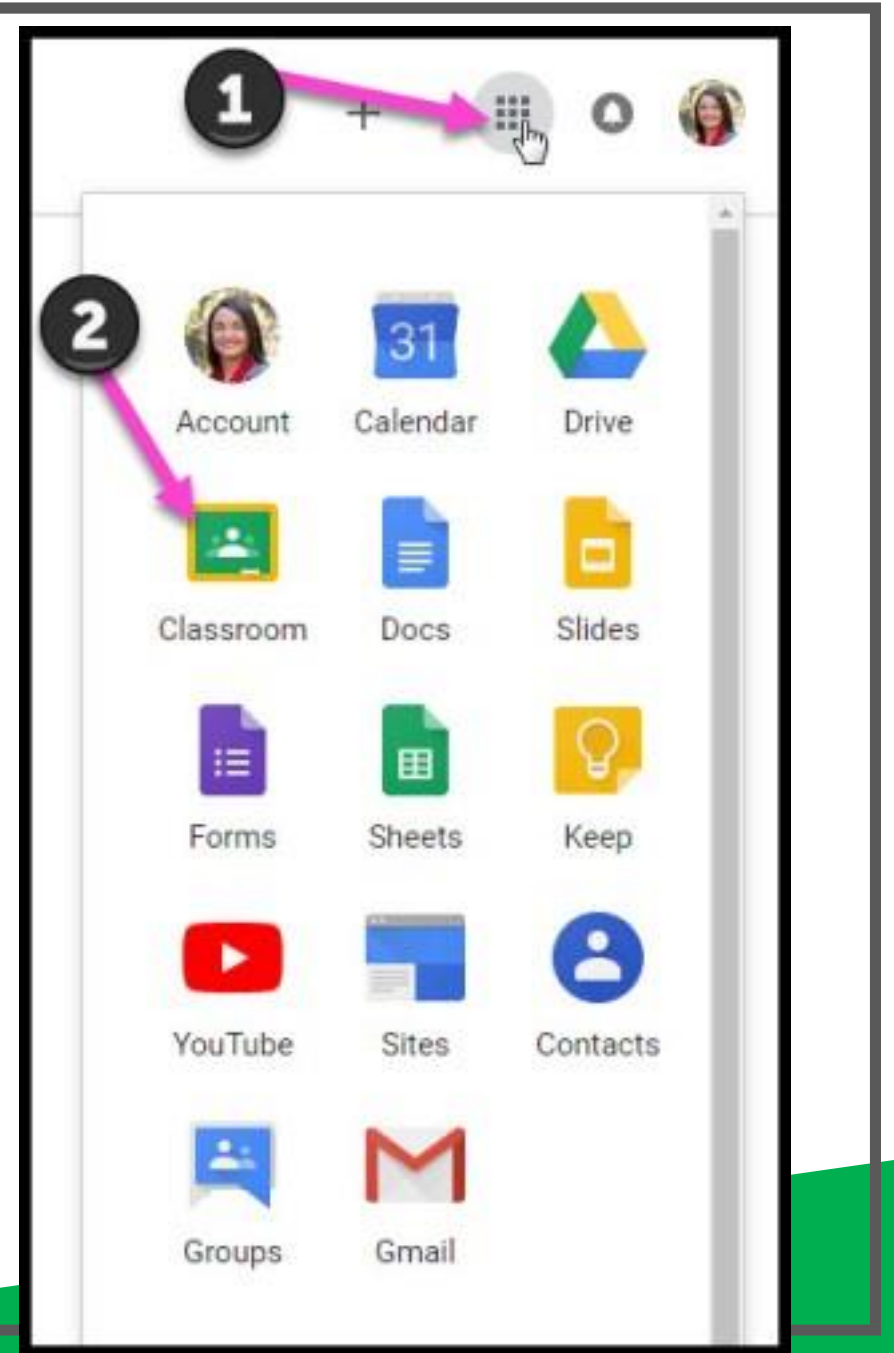 1
2
31
Account Calendar Drive
Classroom Docs Slides
Forms Sheets Keep
YouTube Sites Contacts
Groups Gmail